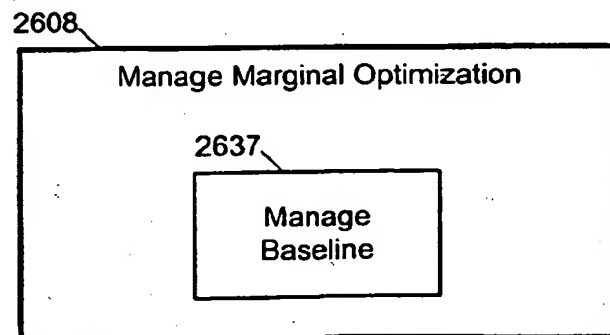 2608
Manage Marginal Optimization
2637
Manage
Baseline